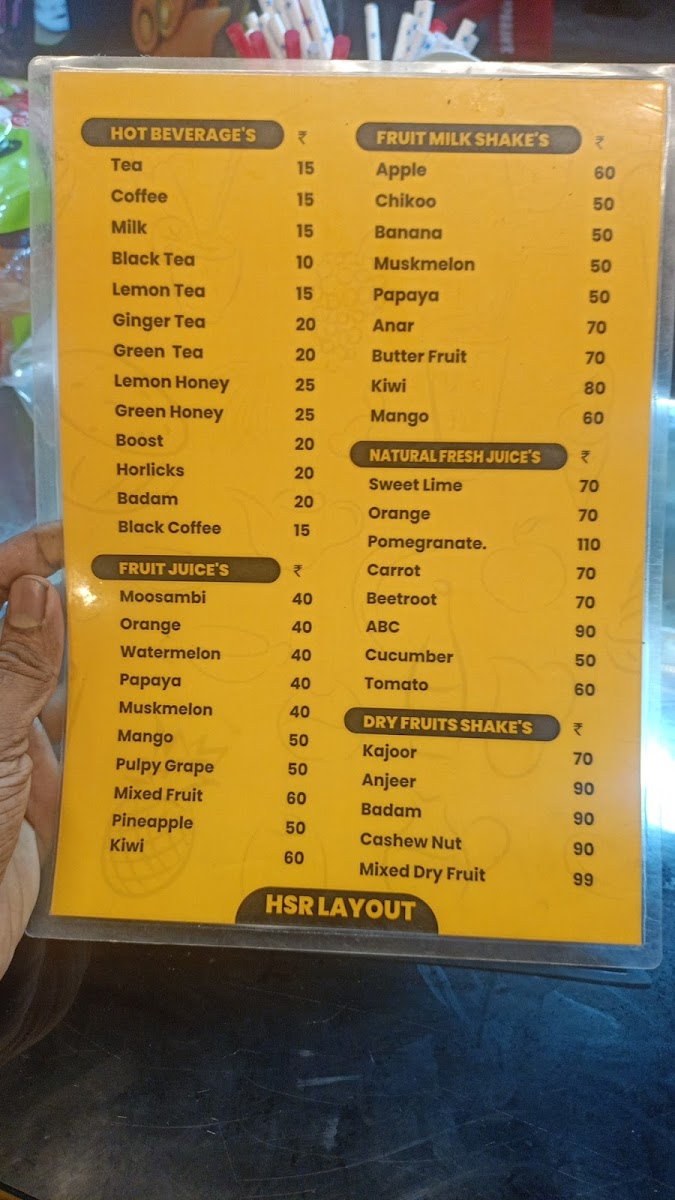 HOT BEVERAGE'S ₹
Tea 15
Coffee 15
Milk 15
Black Tea 10
Lemon Tea 15
Ginger Tea 20
Green Tea 20
Lemon Honey 25
Green Honey 25
Boost 20
Horlicks 20
Badam 20
Black Coffee 15
FRUIT JUICE'S ₹
Moosambi 40
Orange 40
Watermelon 40
Papaya 40
Muskmelon 40
Mango 50
Pulpy Grape 50
Mixed Fruit 60
Pineapple 50
Kiwi 60
FRUIT MILK SHAKE'S ₹
Apple 60
Chikoo 50
Banana 50
Muskmelon 50
Papaya 50
Anar 70
Butter Fruit 70
Kiwi 80
Mango 60
NATURAL FRESH JUICE'S ₹
Sweet Lime 70
Orange 70
Pomegranate. 110
Carrot 70
Beetroot 70
ABC 90
Cucumber 50
Tomato 60
DRY FRUITS SHAKE'S ₹
Kajoor 70
Anjeer 90
Badam 90
Cashew Nut 90
Mixed Dry Fruit 99
HSR LAYOUT